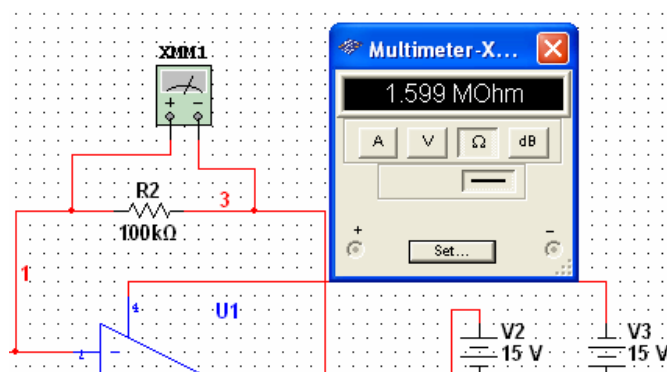 XMM1
Multimeter-X...
1.599 MOhm
A V Ω dB
+ −
Set...
+ −
R2
100kΩ
3
1
4
U1
2
−
V2
15 V
V3
15 V